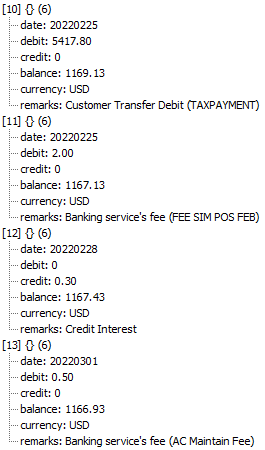 [10] {} (6)
date: 20220225
debit: 5417.80
credit: 0
balance: 1169.13
currency: USD
remarks: Customer Transfer Debit (TAXPAYMENT)
[11] {} (6)
date: 20220225
debit: 2.00
credit: 0
balance: 1167.13
currency: USD
remarks: Banking service's fee (FEE SIM POS FEB)
[12] {} (6)
date: 20220228
debit: 0
credit: 0.30
balance: 1167.43
currency: USD
remarks: Credit Interest
[13] {} (6)
date: 20220301
debit: 0.50
credit: 0
balance: 1166.93
currency: USD
remarks: Banking service's fee (AC Maintain Fee)